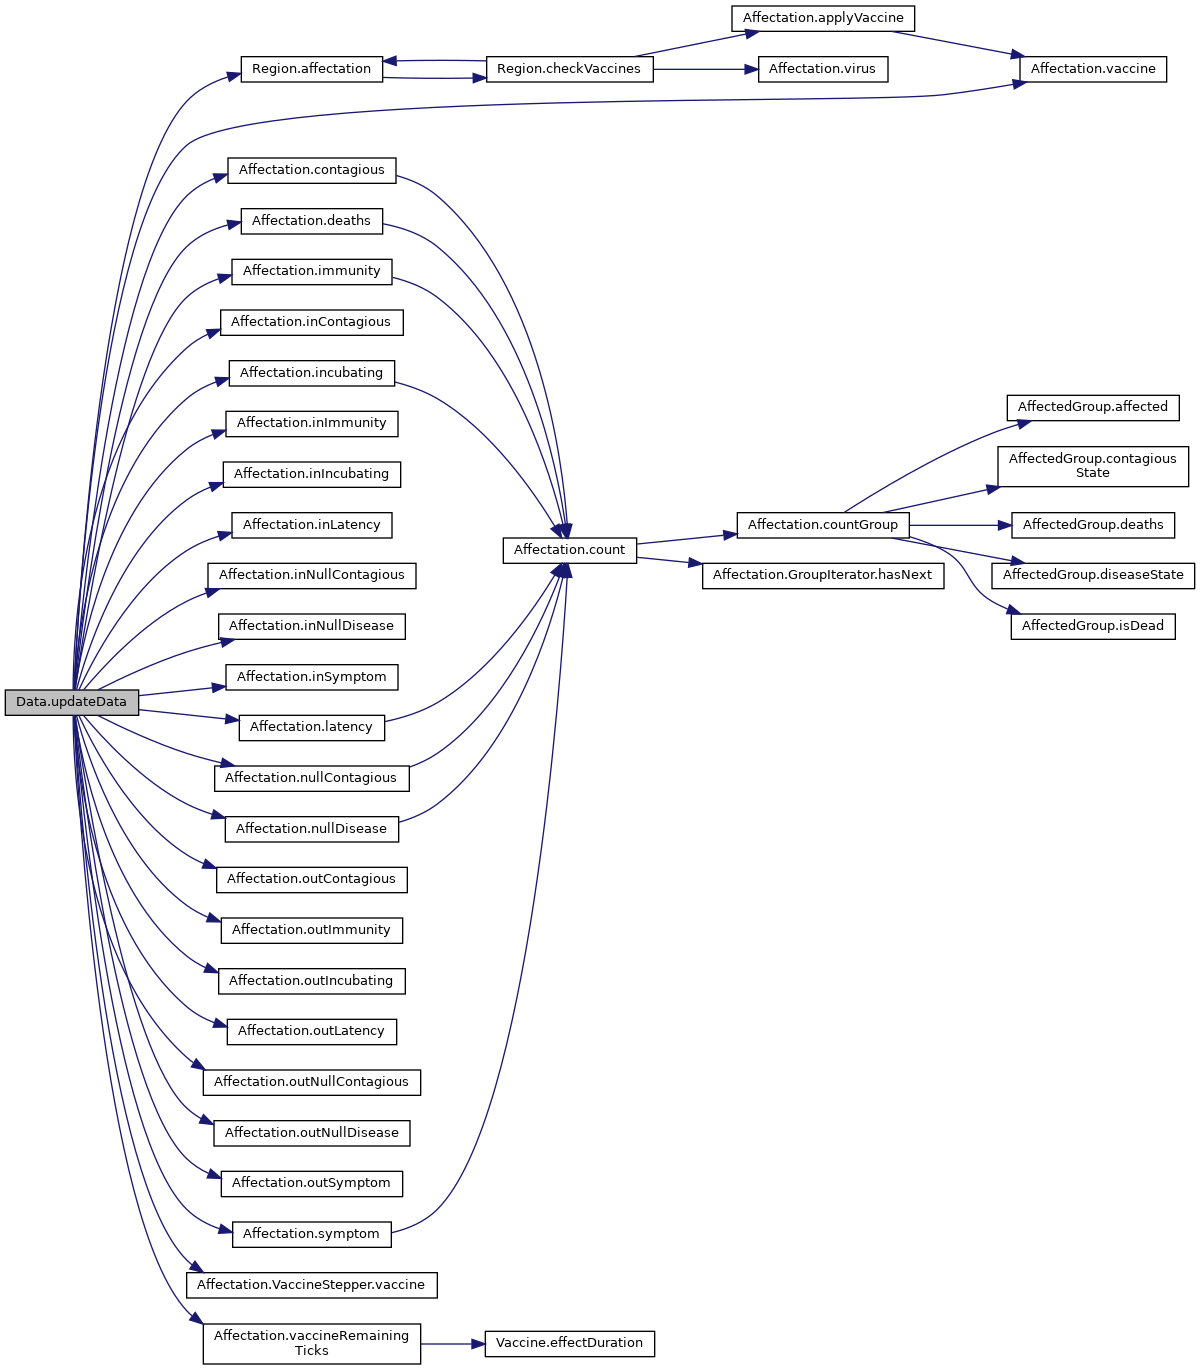 Affectation.applyVaccine
Region.affectation
Region.checkVaccines
Affectation.virus
Affectation.vaccine
Affectation.contagious
Affectation.deaths
Affectation.immunity
Affectation.inContagious
Affectation.incubating
Affectation.inImmunity
Affectation.inIncubating
Affectation.inLatency
Affectation.inNullContagious
Affectation.inNullDisease
Affectation.inSymptom
Data.updateData
Affectation.latency
Affectation.nullContagious
Affectation.nullDisease
Affectation.outContagious
Affectation.outImmunity
Affectation.outIncubating
Affectation.outLatency
Affectation.outNullContagious
Affectation.outNullDisease
Affectation.outSymptom
Affectation.symptom
Affectation.VaccineStepper.vaccine
Affectation.vaccineRemaining
Ticks
Vaccine.effectDuration
Affectation.count
Affectation.countGroup
Affectation.GroupIterator.hasNext
AffectedGroup.affected
AffectedGroup.contagious
State
AffectedGroup.deaths
AffectedGroup.diseaseState
AffectedGroup.isDead